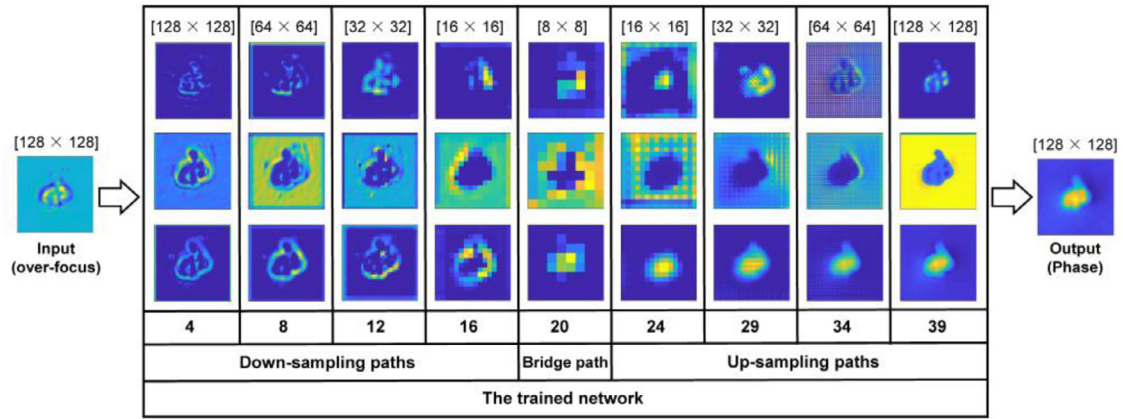 [128 × 128] [64 × 64] [32 × 32] [16 × 16] [8 × 8] [16 × 16] [32 × 32] [64 × 64] [128 × 128]
[128 × 128]
Input
(over-focus)
[128 × 128]
Output
(Phase)
4 8 12 16 20 24 29 34 39
Down-sampling paths Bridge path Up-sampling paths
The trained network